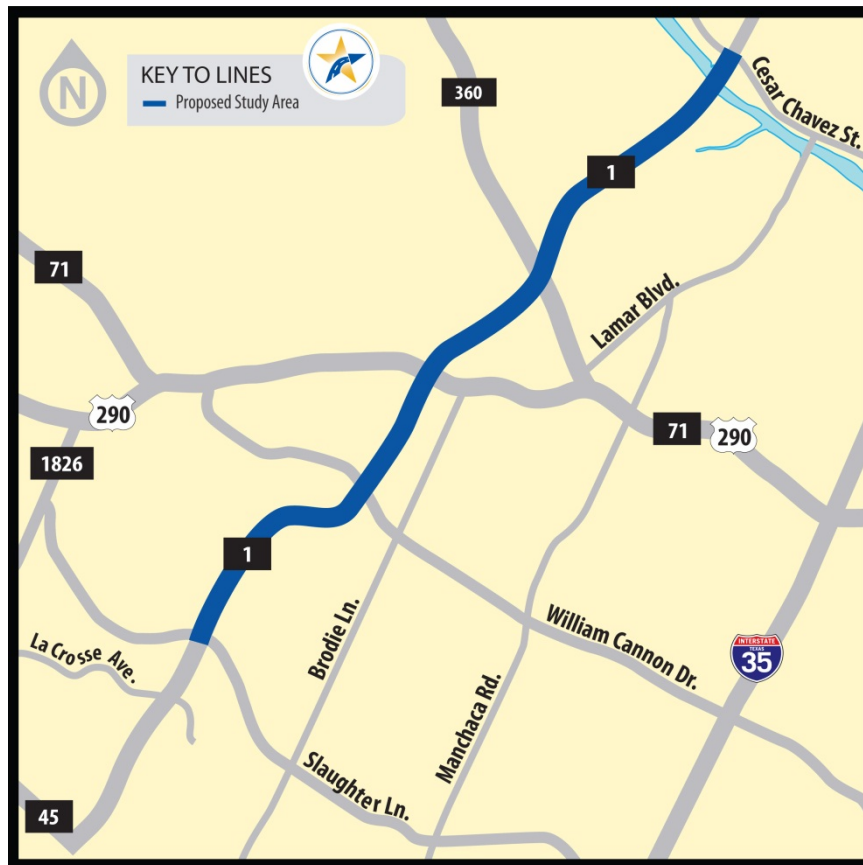 N
KEY TO LINES
Proposed Study Area
Cesar Chavez St.
360
1
71
Lamar Blvd.
290
71
290
1826
1
Brodie Ln.
William Cannon Dr.
La Crosse Ave.
INTERSTATE
TEXAS
35
Manchaca Rd.
Slaughter Ln.
45